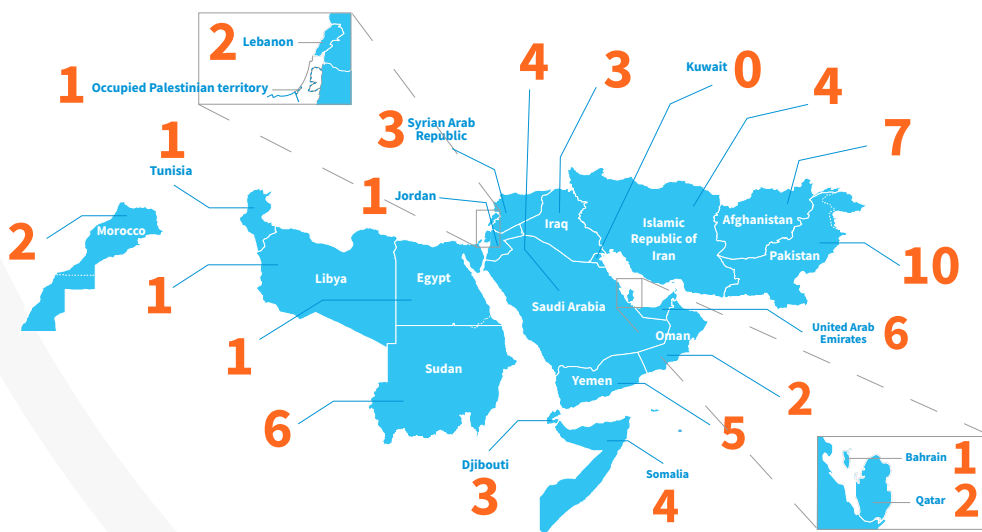 2
Lebanon
1
Occupied Palestinian territory
4
3
Kuwait
0
4
3
Syrian Arab
Republic
7
1
Tunisia
1
Jordan
2
Morocco
Iraq
Islamic
Republic of
Iran
Afghanistan
Pakistan
10
Libya
Egypt
1
Saudi Arabia
United Arab
Emirates
6
Oman
1
Sudan
Yemen
2
6
5
Djibouti
3
Somalia
4
Bahrain
1
Qatar
2